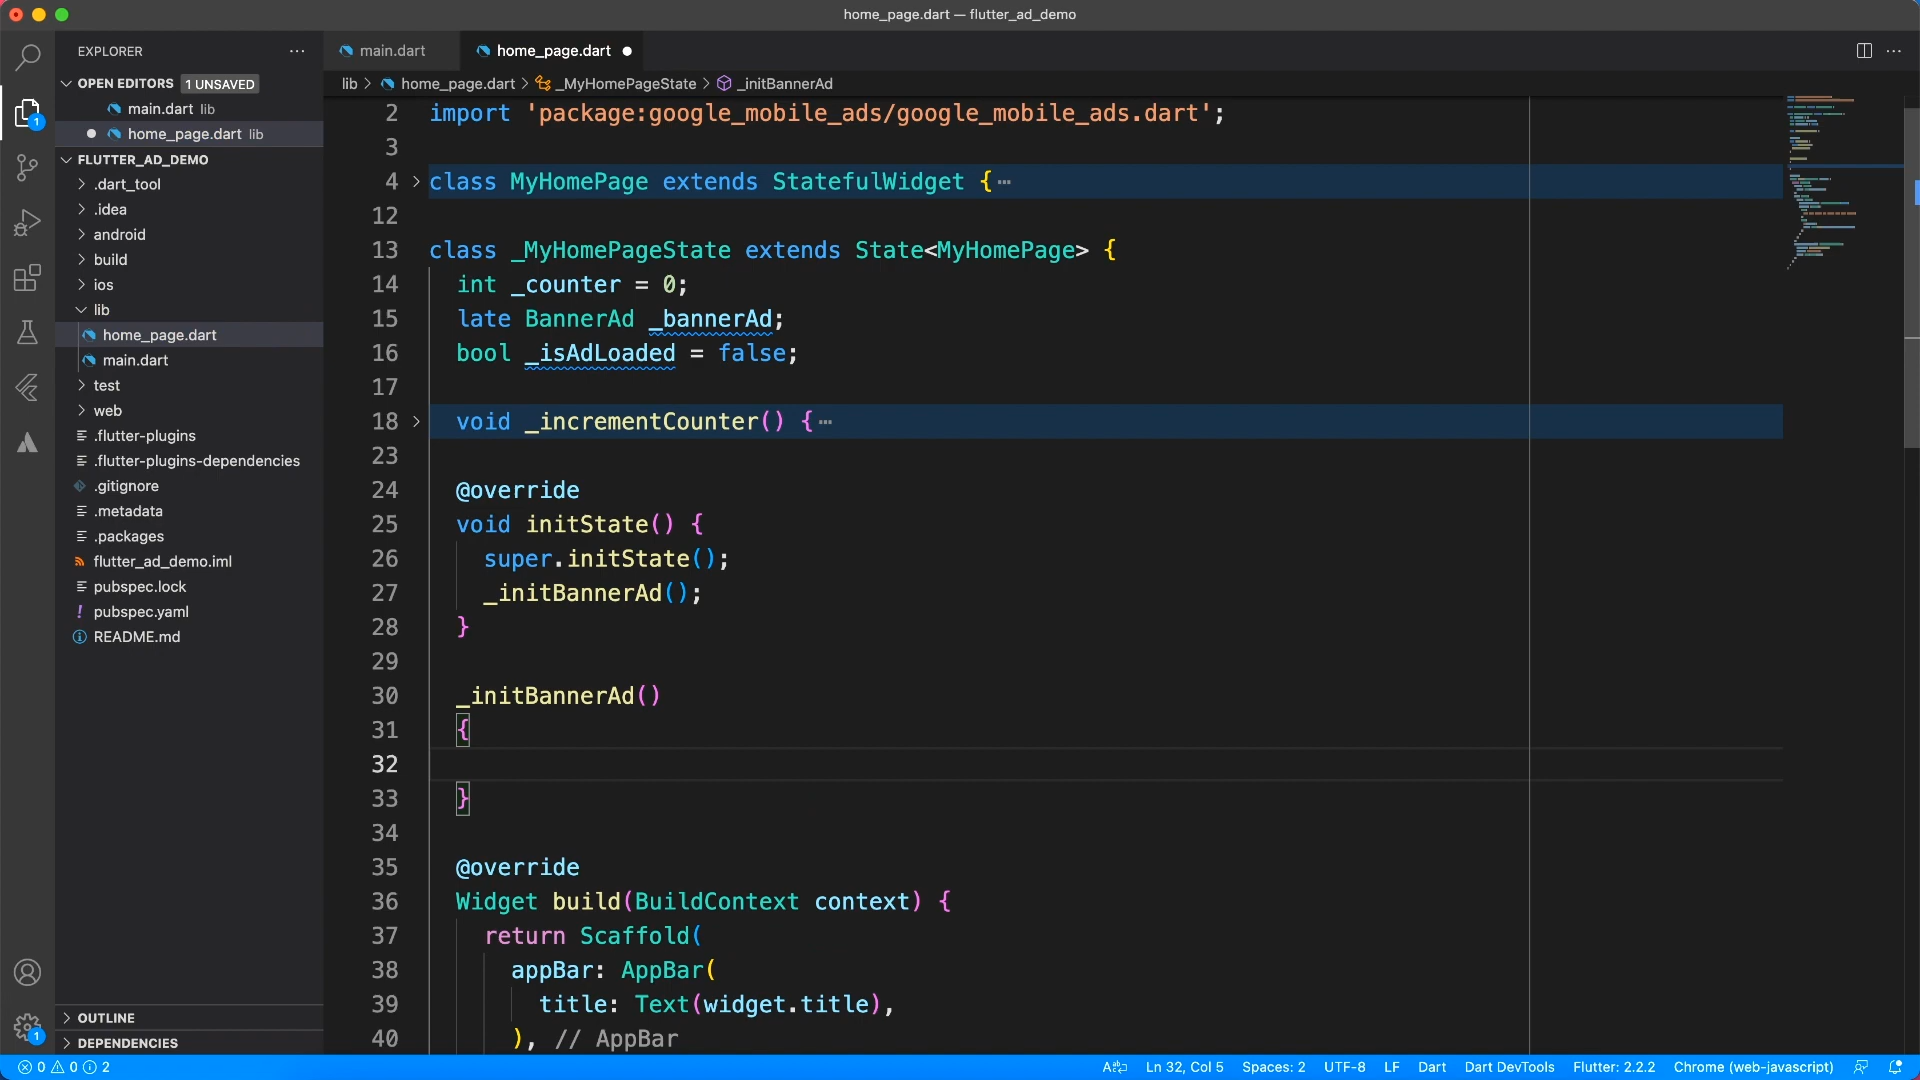 home_page.dart — flutter_ad_demo
EXPLORER
OPEN EDITORS 1 UNSAVED
main.dart lib
home_page.dart lib
FLUTTER_AD_DEMO
.dart_tool
.idea
android
build
ios
lib
home_page.dart
main.dart
test
web
.flutter-plugins
.flutter-plugins-dependencies
.gitignore
.metadata
.packages
flutter_ad_demo.iml
pubspec.lock
pubspec.yaml
README.md
OUTLINE
DEPENDENCIES
1
1
main.dart
home_page.dart
lib > home_page.dart > _MyHomePageState > _initBannerAd
2 import 'package:google_mobile_ads/google_mobile_ads.dart';
3
4 class MyHomePage extends StatefulWidget {…
12
13 class _MyHomePageState extends State<MyHomePage> {
14 int _counter = 0;
15 late BannerAd _bannerAd;
16 bool _isAdLoaded = false;
17
18 void _incrementCounter() {…
23
24 @override
25 void initState() {
26 super.initState();
27 _initBannerAd();
28 }
29
30 _initBannerAd()
31 {
32
33 }
34
35 @override
36 Widget build(BuildContext context) {
37 return Scaffold(
38 appBar: AppBar(
39 title: Text(widget.title),
40 ), // AppBar
0 0 2
Ln 32, Col 5 Spaces: 2 UTF-8 LF Dart Dart DevTools Flutter: 2.2.2 Chrome (web-javascript)